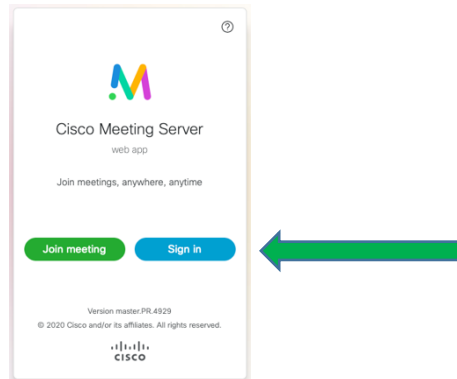 ?
Cisco Meeting Server
web app
Join meetings, anywhere, anytime
Join meeting Sign in
Version master.PR.4929
© 2020 Cisco and/or its affiliates. All rights reserved.
CISCO